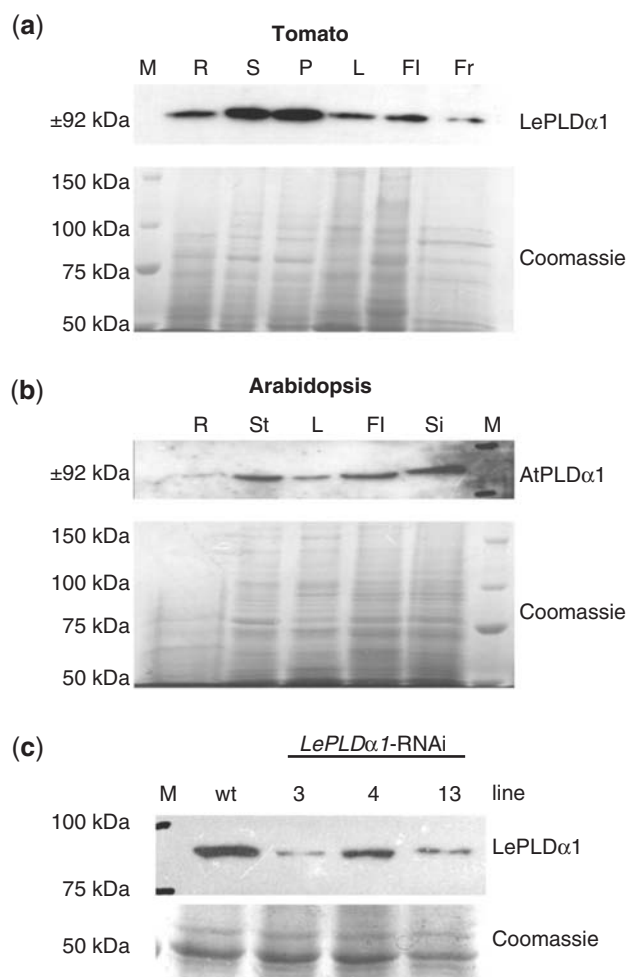 (a)
Tomato
M R S P L Fl Fr
±92 kDa LePLDα1
150 kDa
100 kDa
Coomassie
75 kDa
50 kDa
(b)
Arabidopsis
R St L Fl Si M
±92 kDa AtPLDα1
150 kDa
100 kDa
Coomassie
75 kDa
50 kDa
(c)
LePLDα1-RNAi
M wt 3 4 13 line
100 kDa
LePLDα1
75 kDa
50 kDa Coomassie